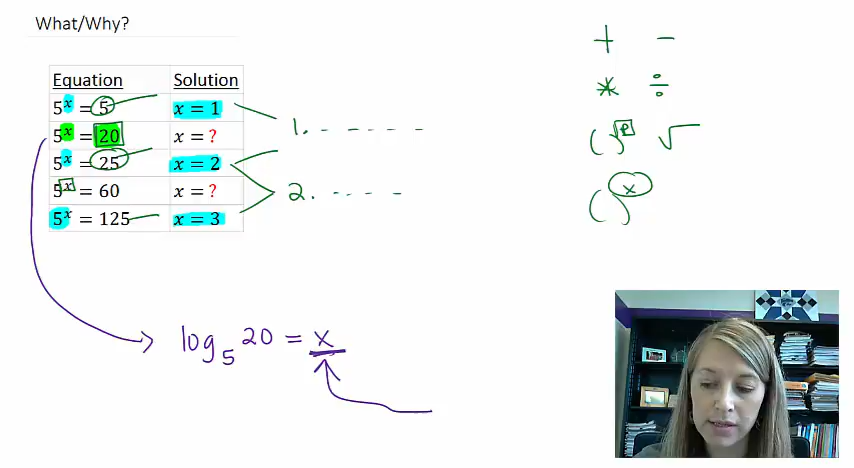 What/Why?
+ −
Equation Solution
* ÷
5^x = 5 x = 1
1. – – – – –
5^x = 20 x = ?
( )^p √
5^x = 25 x = 2
5^x = 60 x = ?
2. – – – –
( )^x
5^x = 125 x = 3
log₅ 20 = x